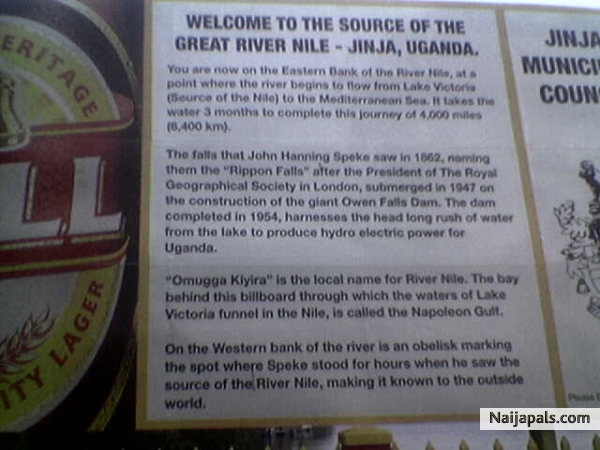 HERITAGE
LL
ITY LAGER
WELCOME TO THE SOURCE OF THE
GREAT RIVER NILE - JINJA, UGANDA.
You are now on the Eastern Bank of the River Nile, at a
point where the river begins to flow from Lake Victoria
(Source of the Nile) to the Mediterranean Sea. It takes the
water 3 months to complete this journey of 4,000 miles
(6,400 km).
The falls that John Hanning Speke saw in 1862, naming
them the "Rippon Falls" after the President of The Royal
Geographical Society in London, submerged in 1947 on
the construction of the giant Owen Falls Dam. The dam
completed in 1954, harnesses the head long rush of water
from the lake to produce hydro electric power for
Uganda.
"Omugga Kiyira" is the local name for River Nile. The bay
behind this billboard through which the waters of Lake
Victoria funnel in the Nile, is called the Napoleon Gulf.
On the Western bank of the river is an obelisk marking
the spot where Speke stood for hours when he saw the
source of the River Nile, making it known to the outside
world.
JINJA
MUNICI
COUN
Please
Naijapals.com